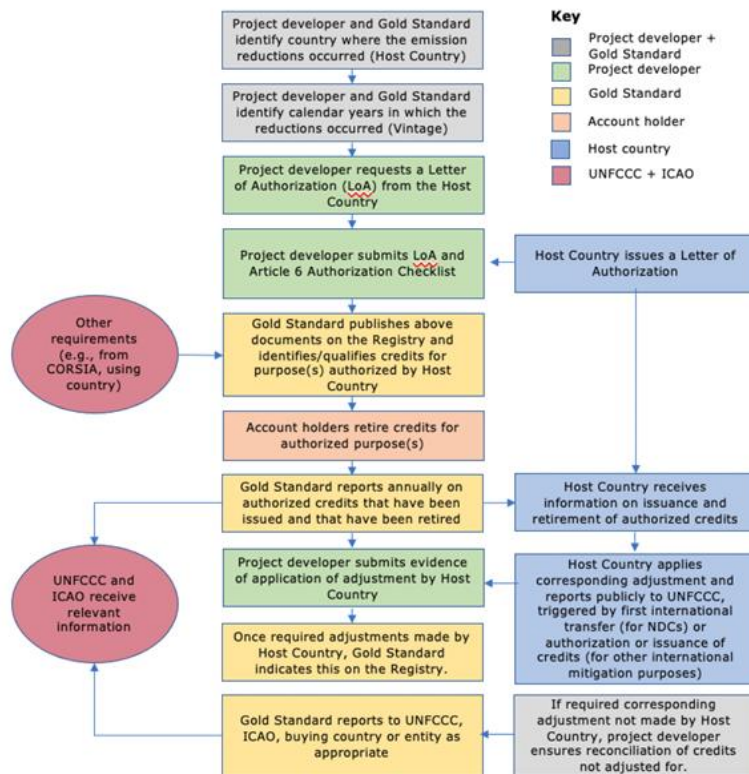 Project developer and Gold Standard
identify country where the emission
reductions occurred (Host Country)
Key
Project developer +
Gold Standard
Project developer
Gold Standard
Account holder
Host country
UNFCCC + ICAO
Project developer and Gold Standard
identify calendar years in which the
reductions occurred (Vintage)
Project developer requests a Letter
of Authorization (LoA) from the Host
Country
Project developer submits LoA and
Article 6 Authorization Checklist
Host Country issues a Letter of
Authorization
Other
requirements
(e.g., from
CORSIA, using
country)
Gold Standard publishes above
documents on the Registry and
identifies/qualifies credits for
purpose(s) authorized by Host
Country
Account holders retire credits for
authorized purpose(s)
Gold Standard reports annually on
authorized credits that have been
issued and that have been retired
Host Country receives
information on issuance and
retirement of authorized credits
UNFCCC and
ICAO receive
relevant
information
Project developer submits evidence
of application of adjustment by Host
Country
Host Country applies
corresponding adjustment and
reports publicly to UNFCCC,
triggered by first international
transfer (for NDCs) or
authorization or issuance of
credits (for other international
mitigation purposes)
Once required adjustments made by
Host Country, Gold Standard
indicates this on the Registry.
Gold Standard reports to UNFCCC,
ICAO, buying country or entity as
appropriate
If required corresponding
adjustment not made by Host
Country, project developer
ensures reconciliation of credits
not adjusted for.